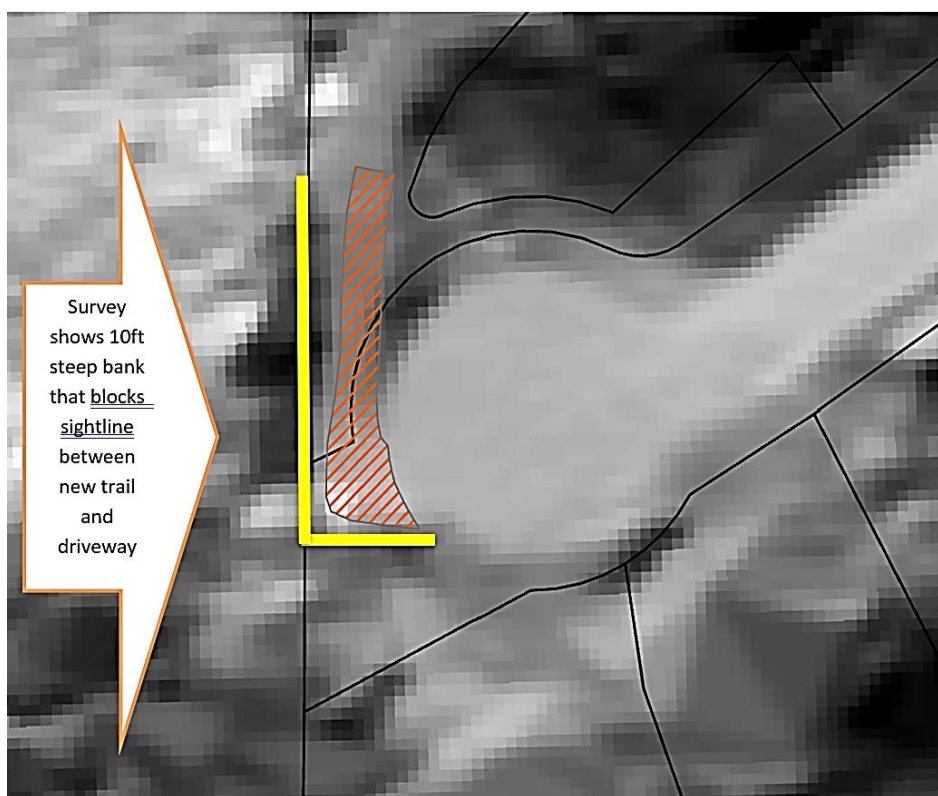 Survey
shows 10ft
steep bank
that blocks
sightline
between
new trail
and
driveway